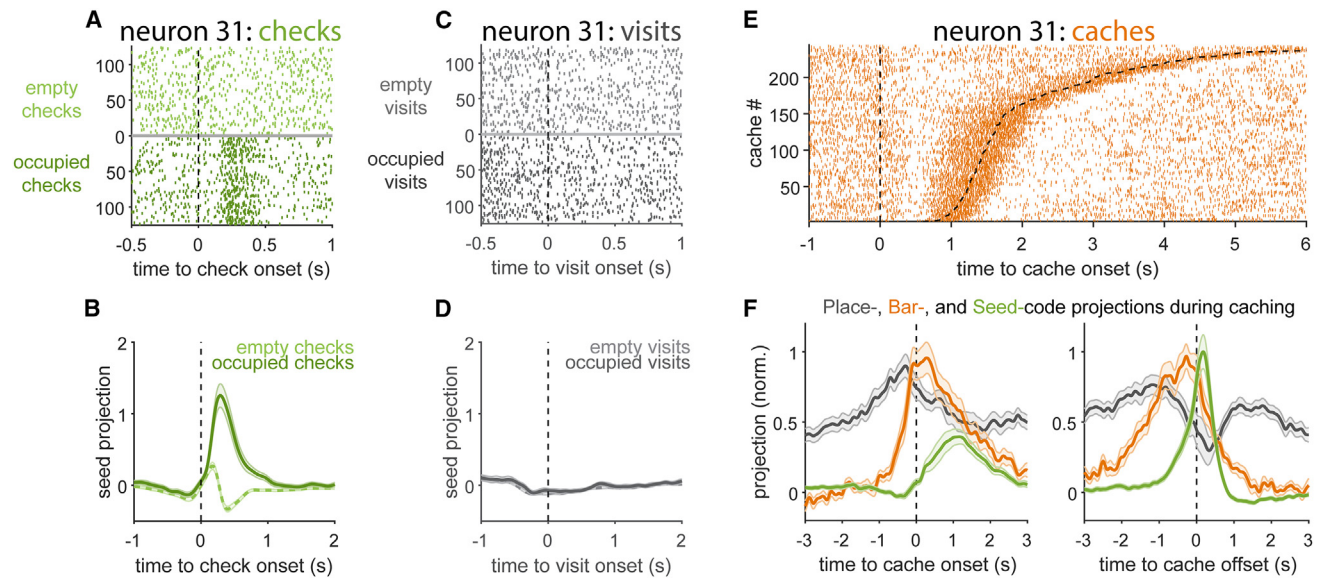 A
neuron 31: checks
empty
checks
occupied
checks
100
50
0
50
100
-0.5 0 0.5 1
time to check onset (s)
C
neuron 31: visits
empty
visits
occupied
visits
100
50
0
50
100
-0.5 0 0.5 1
time to visit onset (s)
E
neuron 31: caches
cache #
200
150
100
50
-1 0 1 2 3 4 5 6
time to cache onset (s)
B
empty checks
occupied checks
seed projection
2
1
0
-1 0 1 2
time to check onset (s)
D
empty visits
occupied visits
seed projection
2
1
0
-1 0 1 2
time to visit onset (s)
F
Place-, Bar-, and Seed-code projections during caching
projection (norm.)
1
0.5
0
-3 -2 -1 0 1 2 3
time to cache onset (s)
1
0.5
0
-3 -2 -1 0 1 2 3
time to cache offset (s)